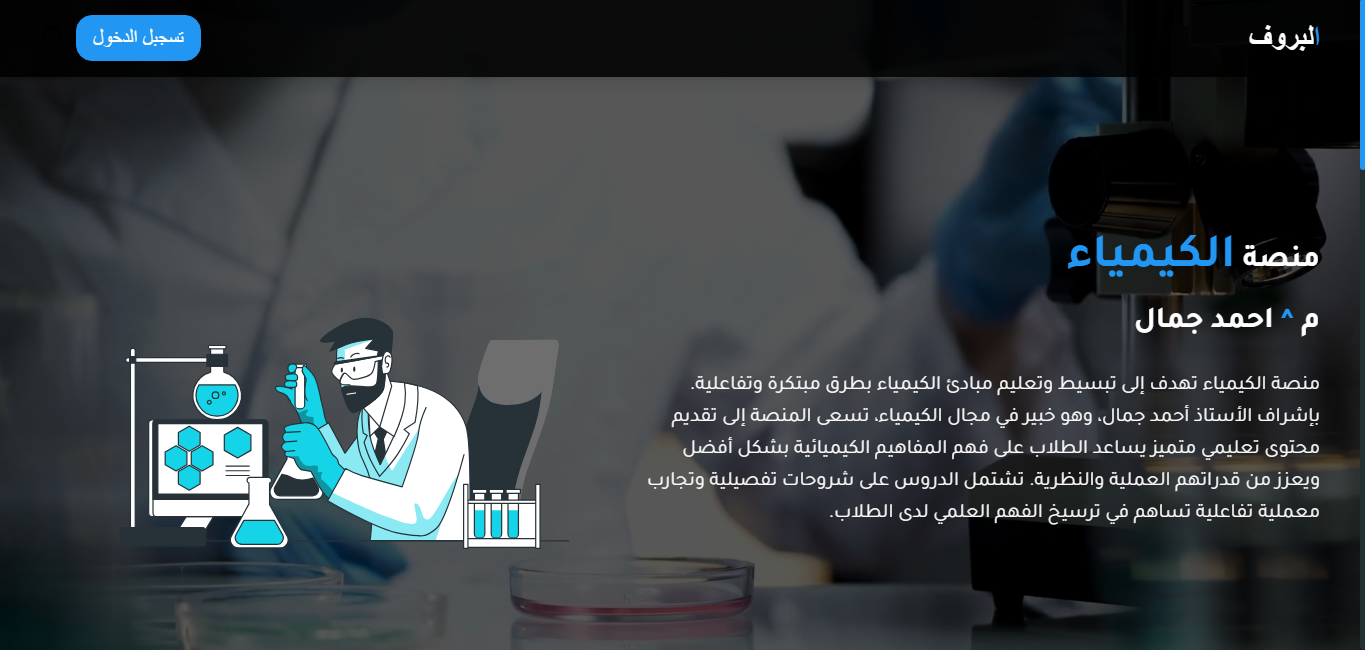 البروف
تسجبل الدخول
منصة الكيمياء
م ^ احمد جمال
منصة الكيمياء تهدف إلى تبسيط وتعليم مبادئ الكيمياء بطرق مبتكرة وتفاعلية.
بإشراف الأستاذ أحمد جمال، وهو خبير في مجال الكيمياء، تسعى المنصة إلى تقديم
محتوى تعليمي متميز يساعد الطلاب على فهم المفاهيم الكيميائية بشكل أفضل
ويعزز من قدراتهم العملية والنظرية. تشتمل الدروس على شروحات تفصيلية وتجارب
معملية تفاعلية تساهم في ترسيخ الفهم العلمي لدى الطلاب.